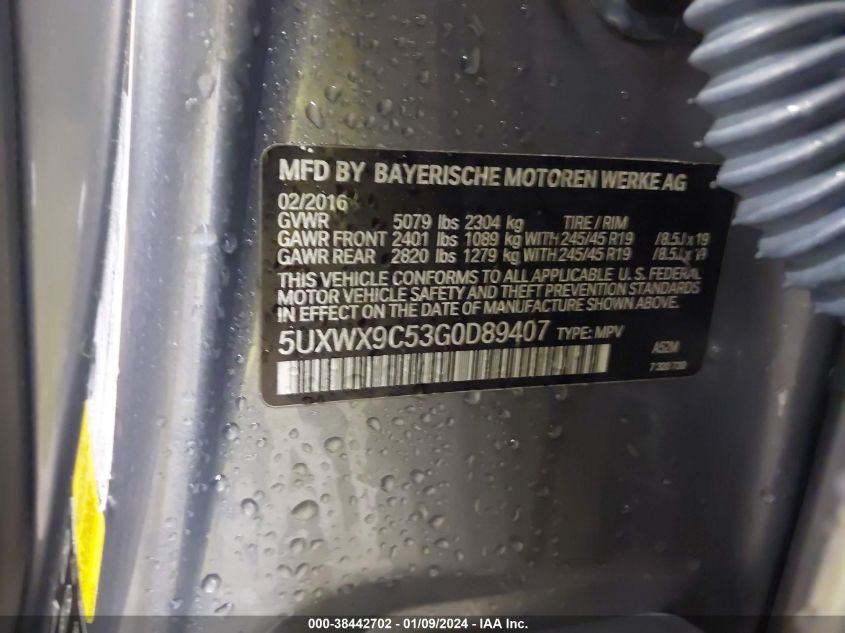 MFD BY BAYERISCHE MOTOREN WERKE AG
02/2016
GVWR 5079 lbs 2304 kg TIRE / RIM
GAWR FRONT 2401 lbs 1089 kg WITH 245/45 R19 /8.5J x 19
GAWR REAR 2820 lbs 1279 kg WITH 245/45 R19 /8.5J x 19
THIS VEHICLE CONFORMS TO ALL APPLICABLE U. S. FEDERAL
MOTOR VEHICLE SAFETY AND THEFT PREVENTION STANDARDS
IN EFFECT ON THE DATE OF MANUFACTURE SHOWN ABOVE.
5UXWX9C53G0D89407 TYPE: MPV
A52M
000-38442702 - 01/09/2024 - IAA Inc.